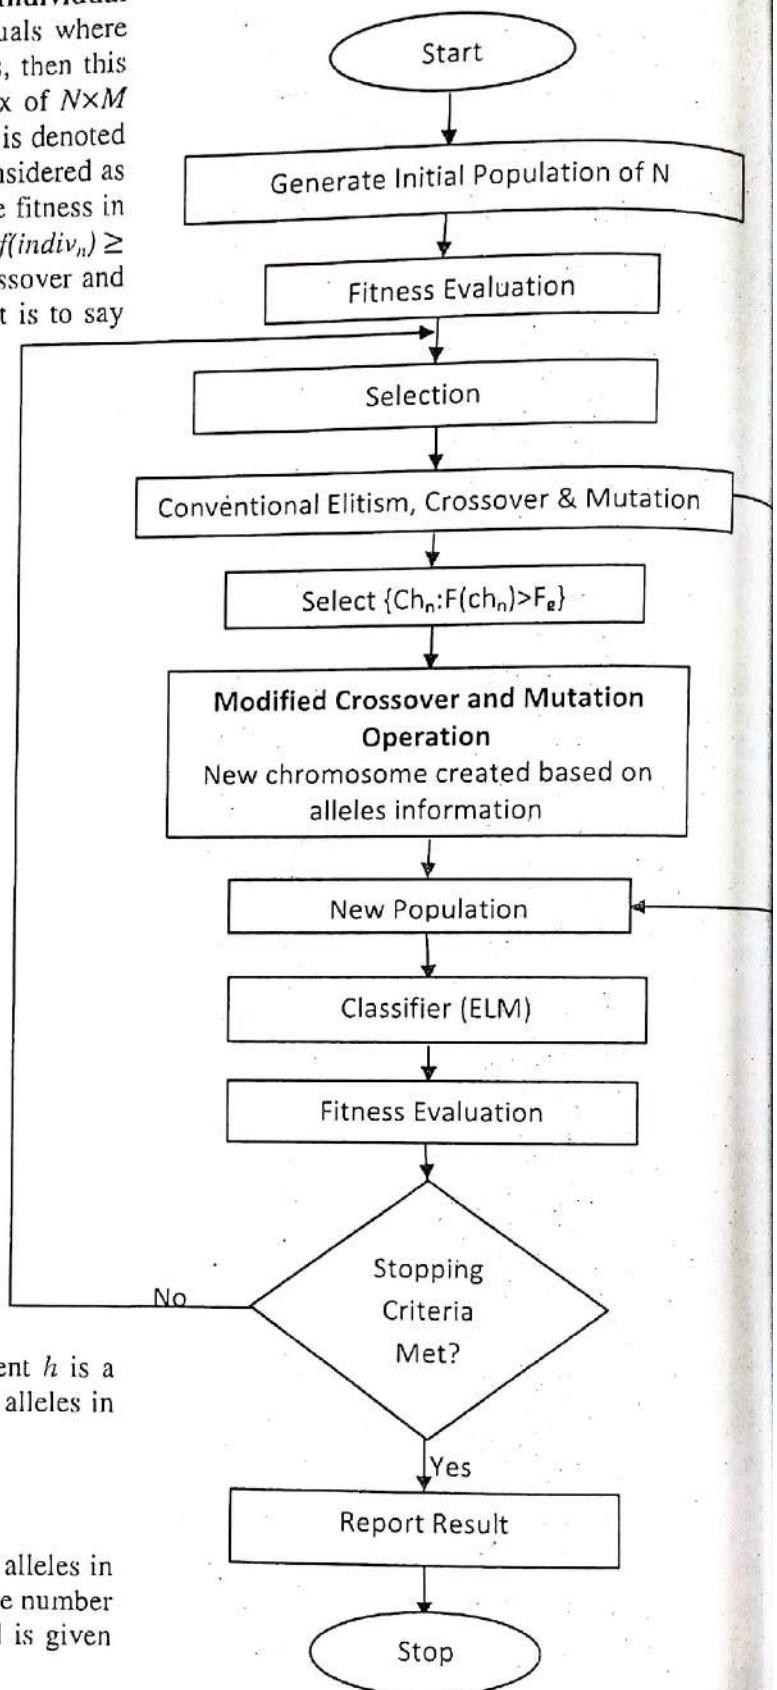 uals where
, then this
x of N×M
is denoted
nsidered as
e fitness in
f(indivₙ) ≥
ssover and
t is to say
ent h is a
alleles in
alleles in
e number
l is given
Start
Generate Initial Population of N
Fitness Evaluation
Selection
Conventional Elitism, Crossover & Mutation
Select {Chₙ:F(chₙ)>Fₑ}
Modified Crossover and Mutation
Operation
New chromosome created based on
alleles information
New Population
Classifier (ELM)
Fitness Evaluation
Stopping
Criteria
Met?
No
Yes
Report Result
Stop